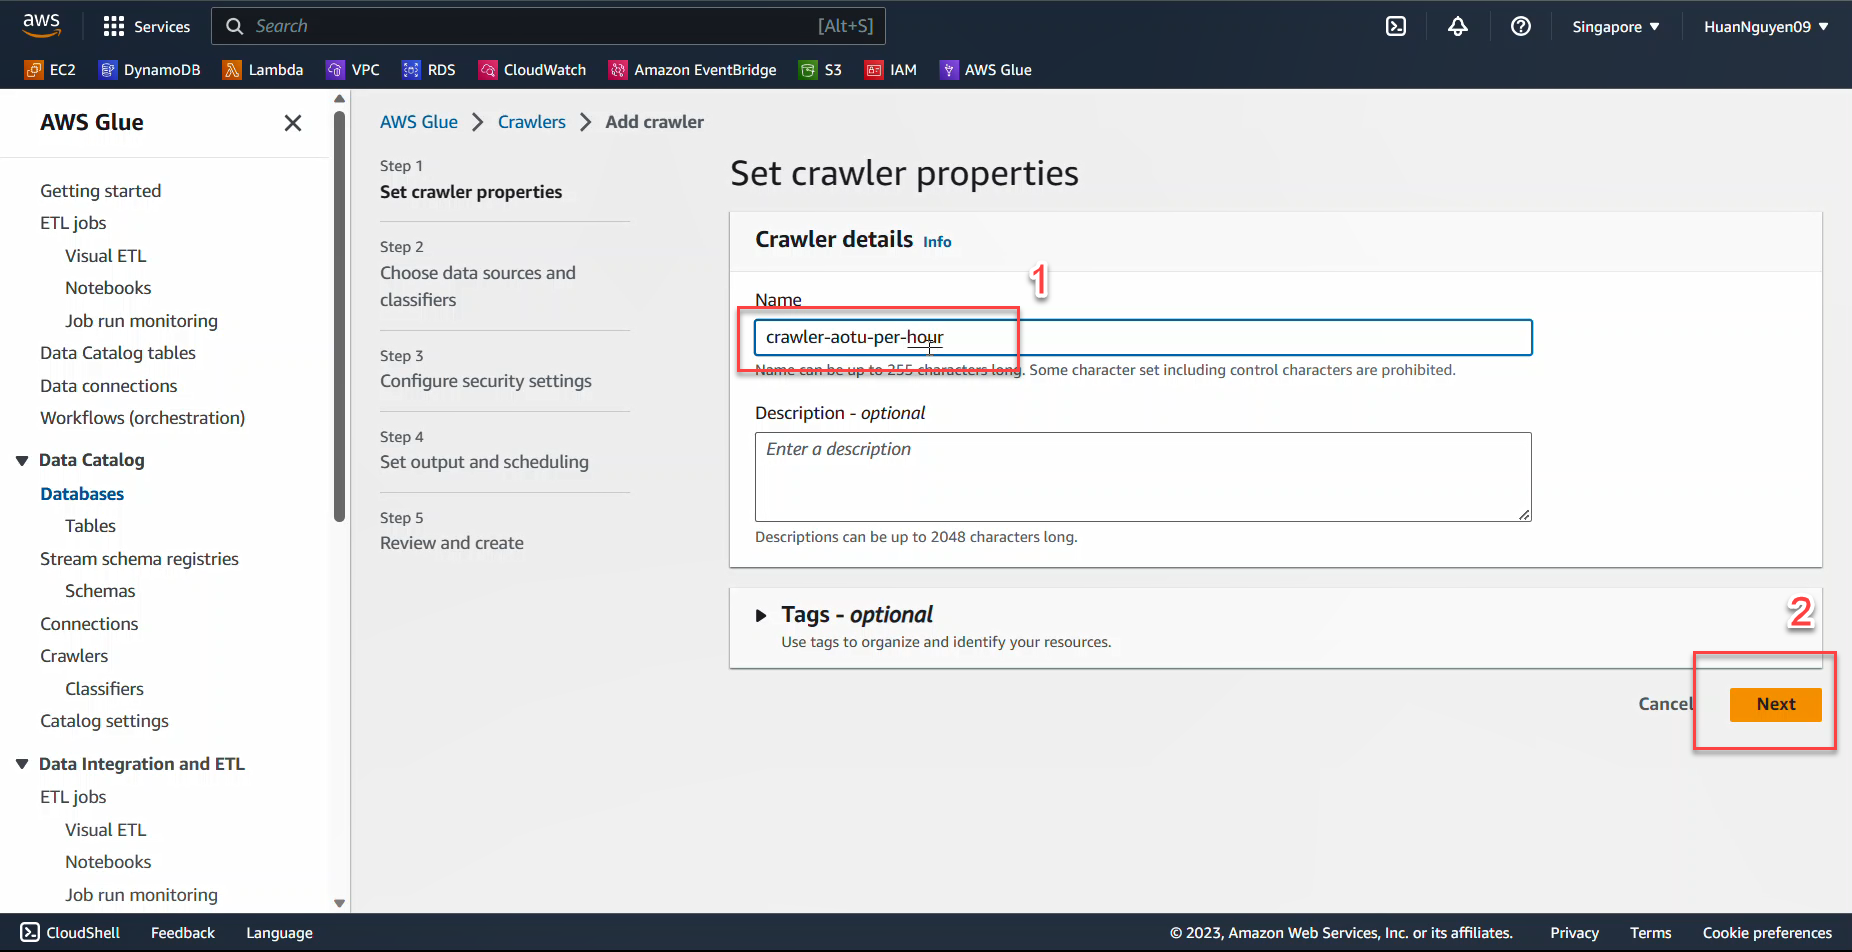 aws
Services
Search
[Alt+S]
Singapore
HuanNguyen09
EC2
DynamoDB
Lambda
VPC
RDS
CloudWatch
Amazon EventBridge
S3
IAM
AWS Glue
AWS Glue
Getting started
ETL jobs
Visual ETL
Notebooks
Job run monitoring
Data Catalog tables
Data connections
Workflows (orchestration)
Data Catalog
Databases
Tables
Stream schema registries
Schemas
Connections
Crawlers
Classifiers
Catalog settings
Data Integration and ETL
ETL jobs
Visual ETL
Notebooks
Job run monitoring
AWS Glue
Crawlers
Add crawler
Step 1
Set crawler properties
Step 2
Choose data sources and
classifiers
Step 3
Configure security settings
Step 4
Set output and scheduling
Step 5
Review and create
Set crawler properties
Crawler details Info
1
Name
crawler-aotu-per-hour
Name can be up to 255 characters long. Some character set including control characters are prohibited.
Description - optional
Enter a description
Descriptions can be up to 2048 characters long.
Tags - optional
Use tags to organize and identify your resources.
2
Cancel
Next
CloudShell
Feedback
Language
© 2023, Amazon Web Services, Inc. or its affiliates.
Privacy
Terms
Cookie preferences